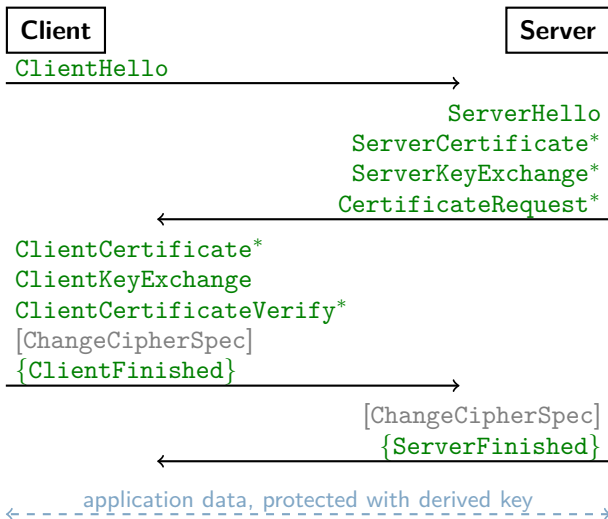 Client
Server
ClientHello
ServerHello
ServerCertificate*
ServerKeyExchange*
CertificateRequest*
ClientCertificate*
ClientKeyExchange
ClientCertificateVerify*
[ChangeCipherSpec]
{ClientFinished}
[ChangeCipherSpec]
{ServerFinished}
application data, protected with derived key